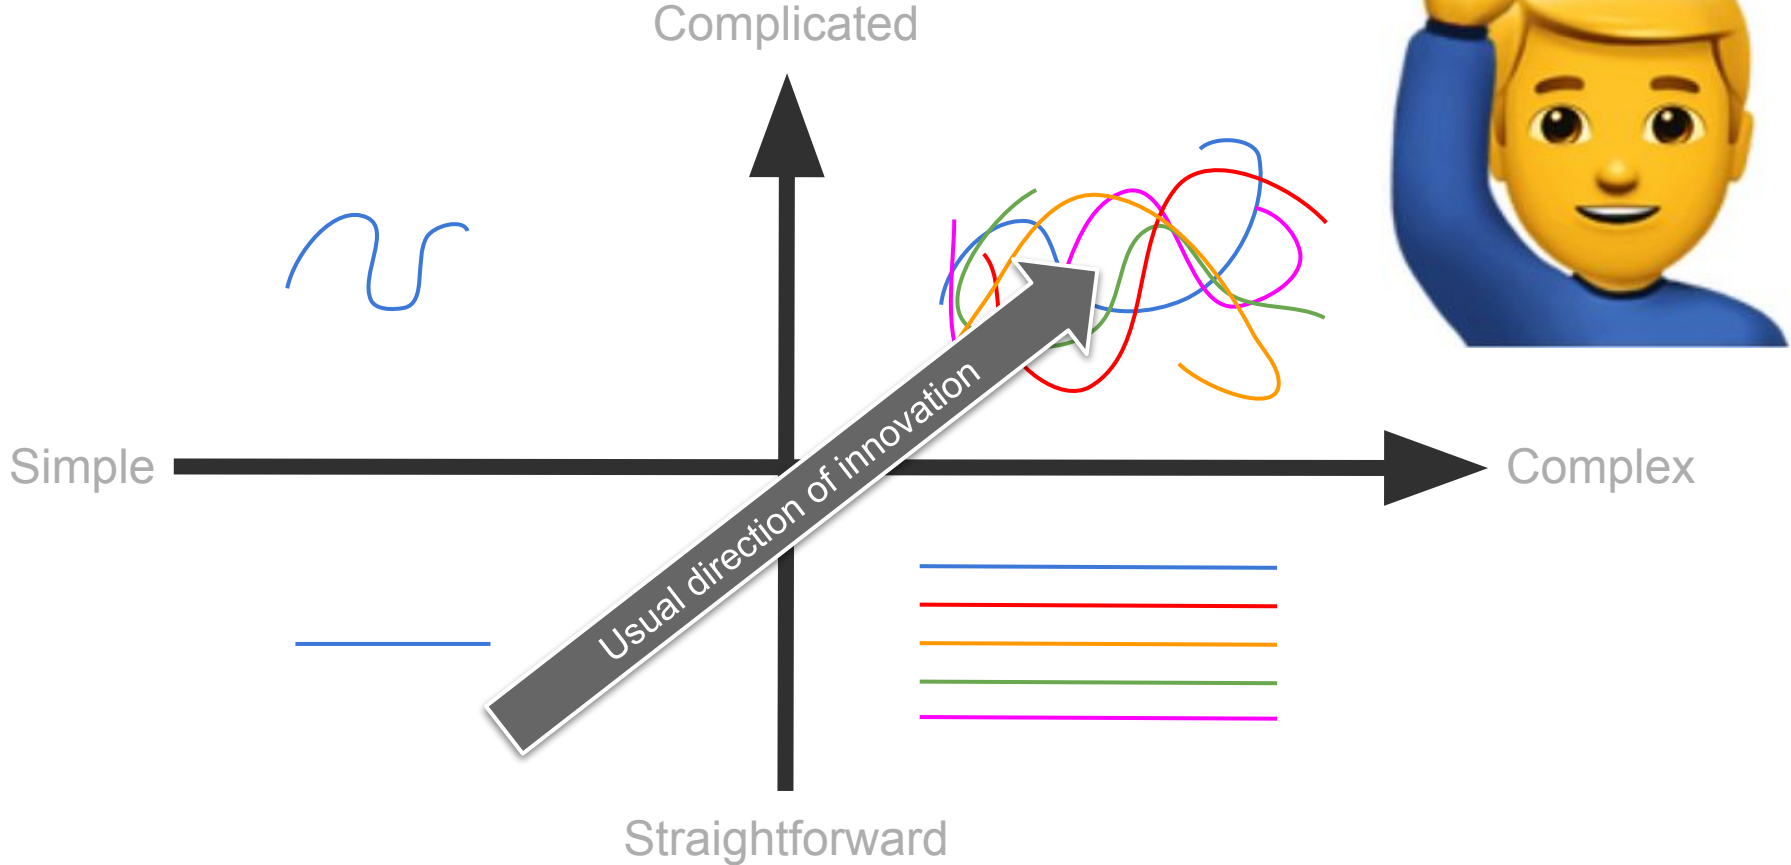 Complicated
Simple
Complex
Usual direction of innovation
Straightforward